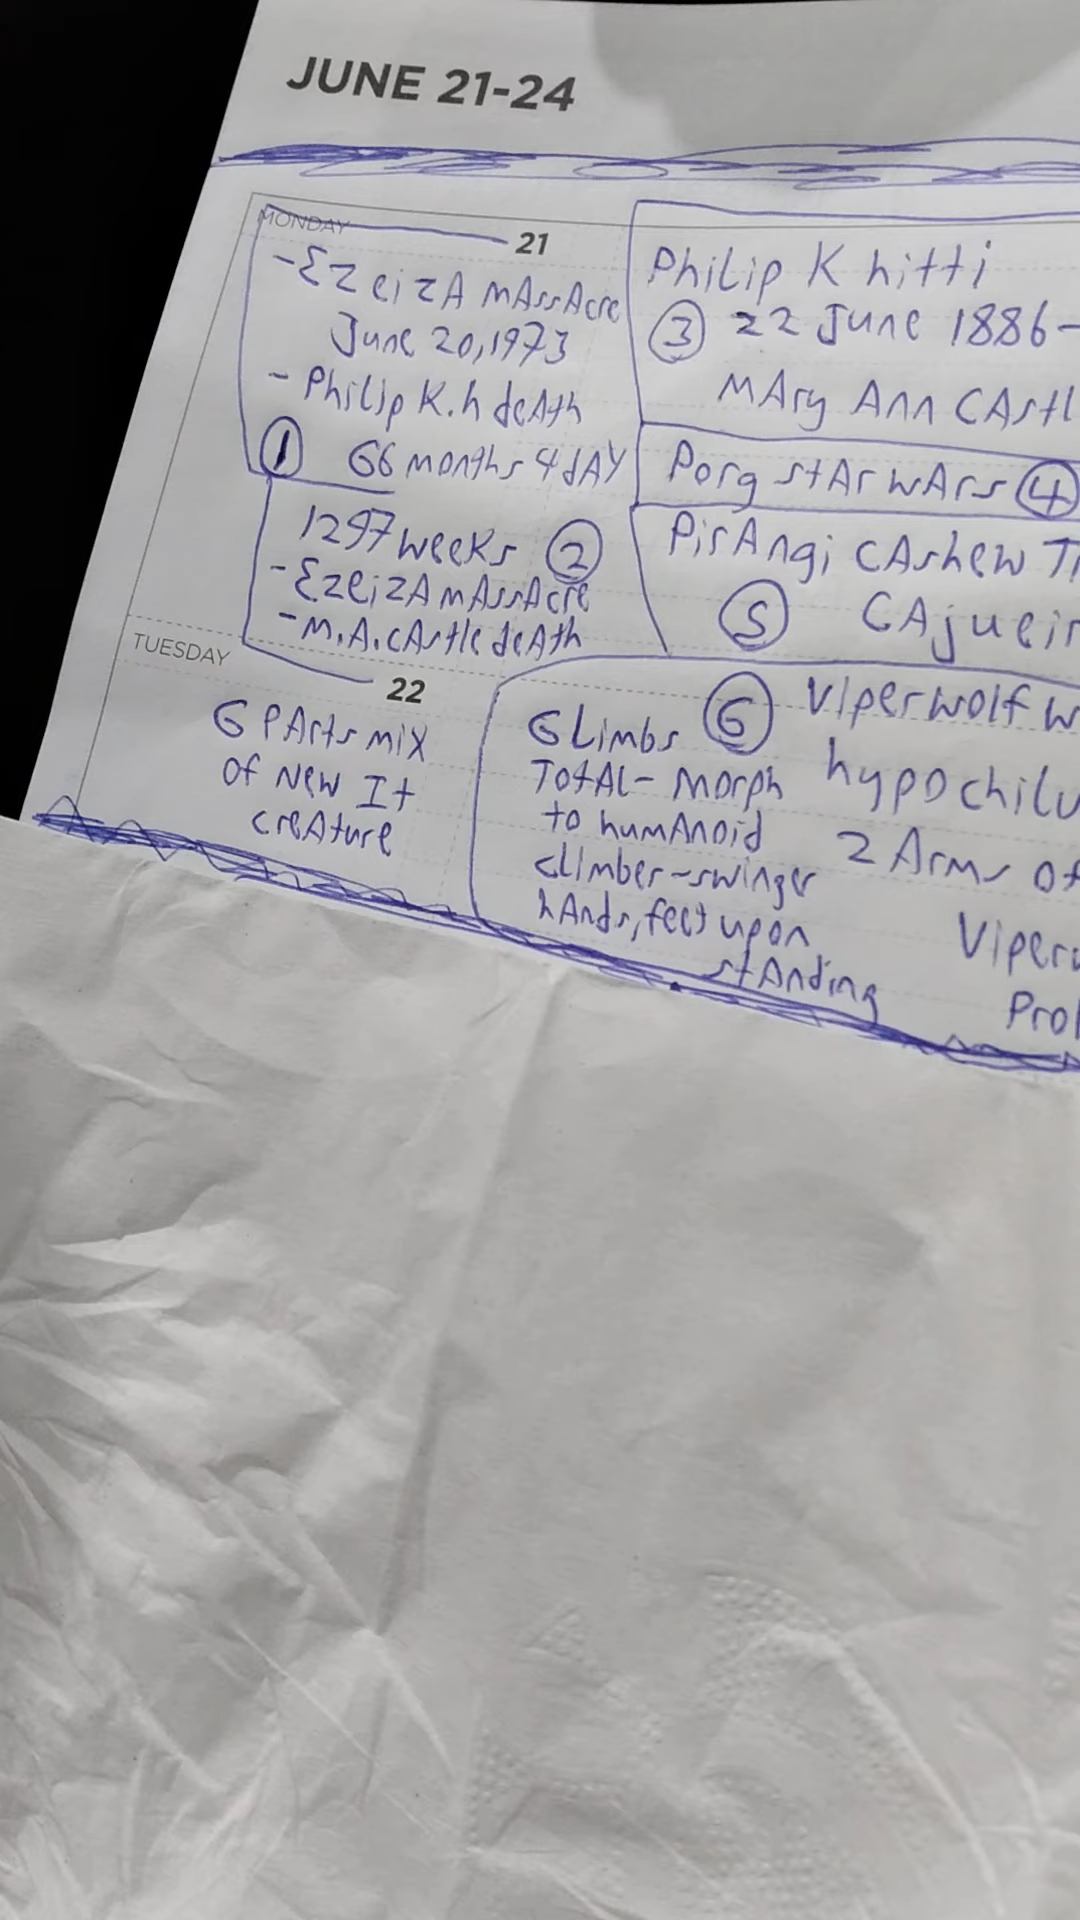 JUNE 21-24
MONDAY 21
- EzeizA mAssAcre
June 20, 1973
- Philip K.h deAth
① 66 months 4 dAY
1297 weeks ②
- EzeizA mAssAcre
- M.A. cAstle deAth
TUESDAY 22
6 PArts mix
Of New It
creAture
Philip K hitti
③ 22 June 1886-
MAry Ann CAstl
Porg stAr wArs ④
PirAngi CAshew Tr
⑤ CAjueir
6 Limbs ⑥
TotAl - morph
to humAnoid
climber-swinger
hAnds, feet upon
stAnding
Viperwolf w
hypochilu
2 Arms of
Viperw